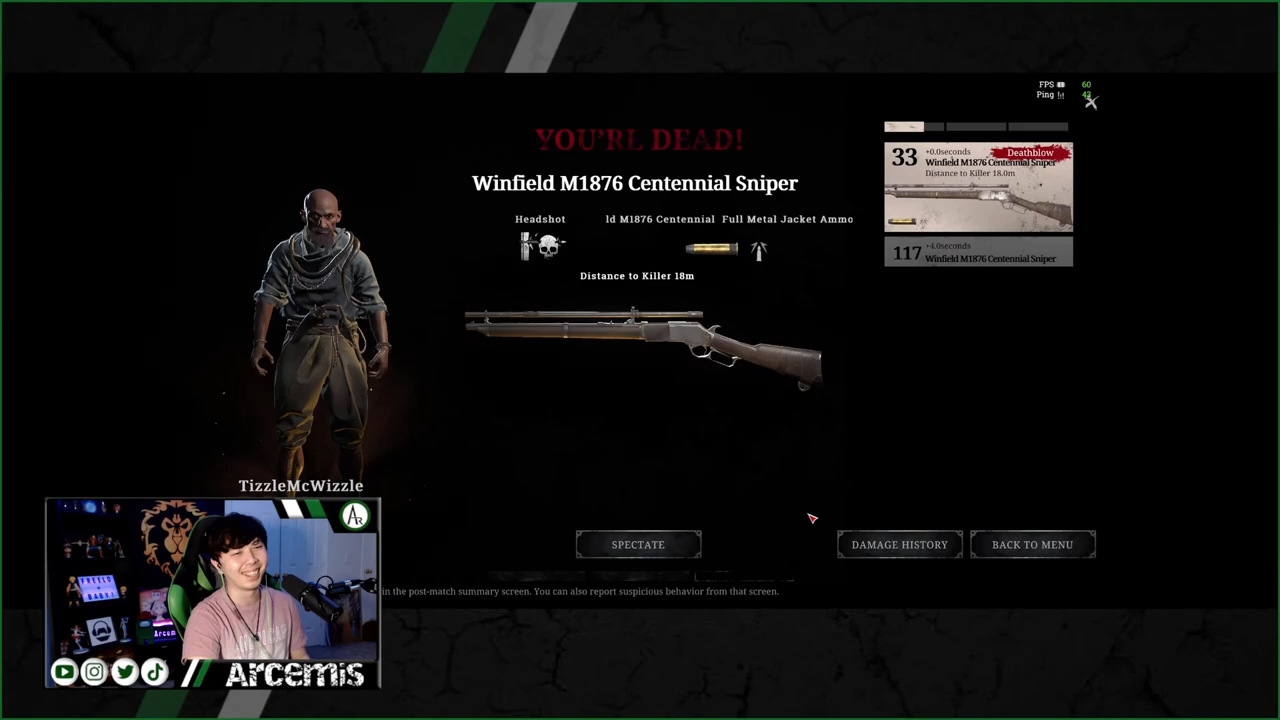 FPS 60
Ping 42
YOU'RL DEAD!
Winfield M1876 Centennial Sniper
Headshot
ld M1876 Centennial Full Metal Jacket Ammo
Distance to Killer 18m
33 +0.0seconds
Deathblow
Winfield M1876 Centennial Sniper
Distance to Killer 18.0m
117 +4.0seconds
Winfield M1876 Centennial Sniper
TizzleMcWizzle
SPECTATE
DAMAGE HISTORY
BACK TO MENU
in the post-match summary screen. You can also report suspicious behavior from that screen.
AR
Arcemis